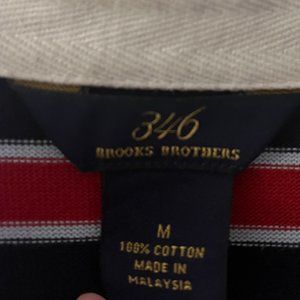 346
BROOKS BROTHERS
M
100% COTTON
MADE IN
MALAYSIA